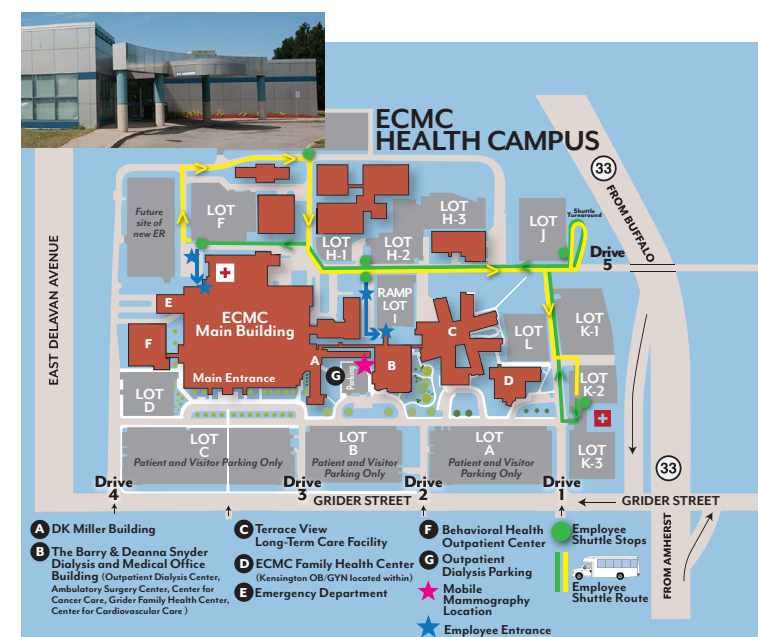 ECMC
HEALTH CAMPUS
33
FROM BUFFALO
Future
site of
new ER
LOT
F
LOT
H-3
LOT
J
Shuttle
Turnaround
LOT
H-1
LOT
H-2
Drive
5
EAST DELAVAN AVENUE
E
ECMC
Main Building
RAMP
LOT
I
C
LOT
K-1
F
LOT
L
A
B
G
Parking
Main Entrance
D
LOT
K-2
LOT
D
LOT
C
Patient and Visitor Parking Only
LOT
B
Patient and Visitor
Parking Only
LOT
A
Patient and Visitor
Parking Only
LOT
K-3
33
Drive
4
Drive
3
Drive
2
Drive
1
GRIDER STREET
GRIDER STREET
FROM AMHERST
A DK Miller Building
B The Barry & Deanna Snyder
Dialysis and Medical Office
Building (Outpatient Dialysis Center,
Ambulatory Surgery Center, Center for
Cancer Care, Grider Family Health Center,
Center for Cardiovascular Care )
C Terrace View
Long-Term Care Facility
D ECMC Family Health Center
(Kensington OB/GYN located within)
E Emergency Department
F Behavioral Health
Outpatient Center
G Outpatient
Dialysis Parking
Mobile
Mammography
Location
Employee Entrance
Employee
Shuttle Stops
Employee
Shuttle Route